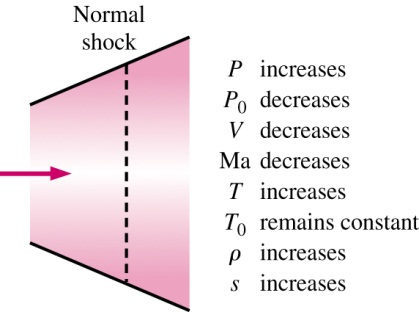 Normal
shock
P increases
P₀ decreases
V decreases
Ma decreases
T increases
T₀ remains constant
ρ increases
s increases